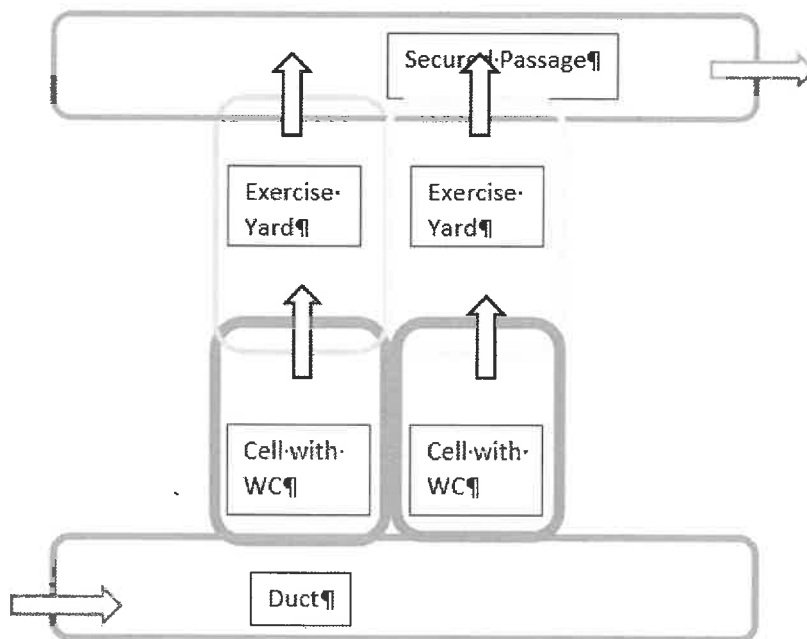 Secured·Passage¶
Exercise·
Yard¶
Exercise·
Yard¶
Cell·with·
WC¶
Cell·with·
WC¶
Duct¶